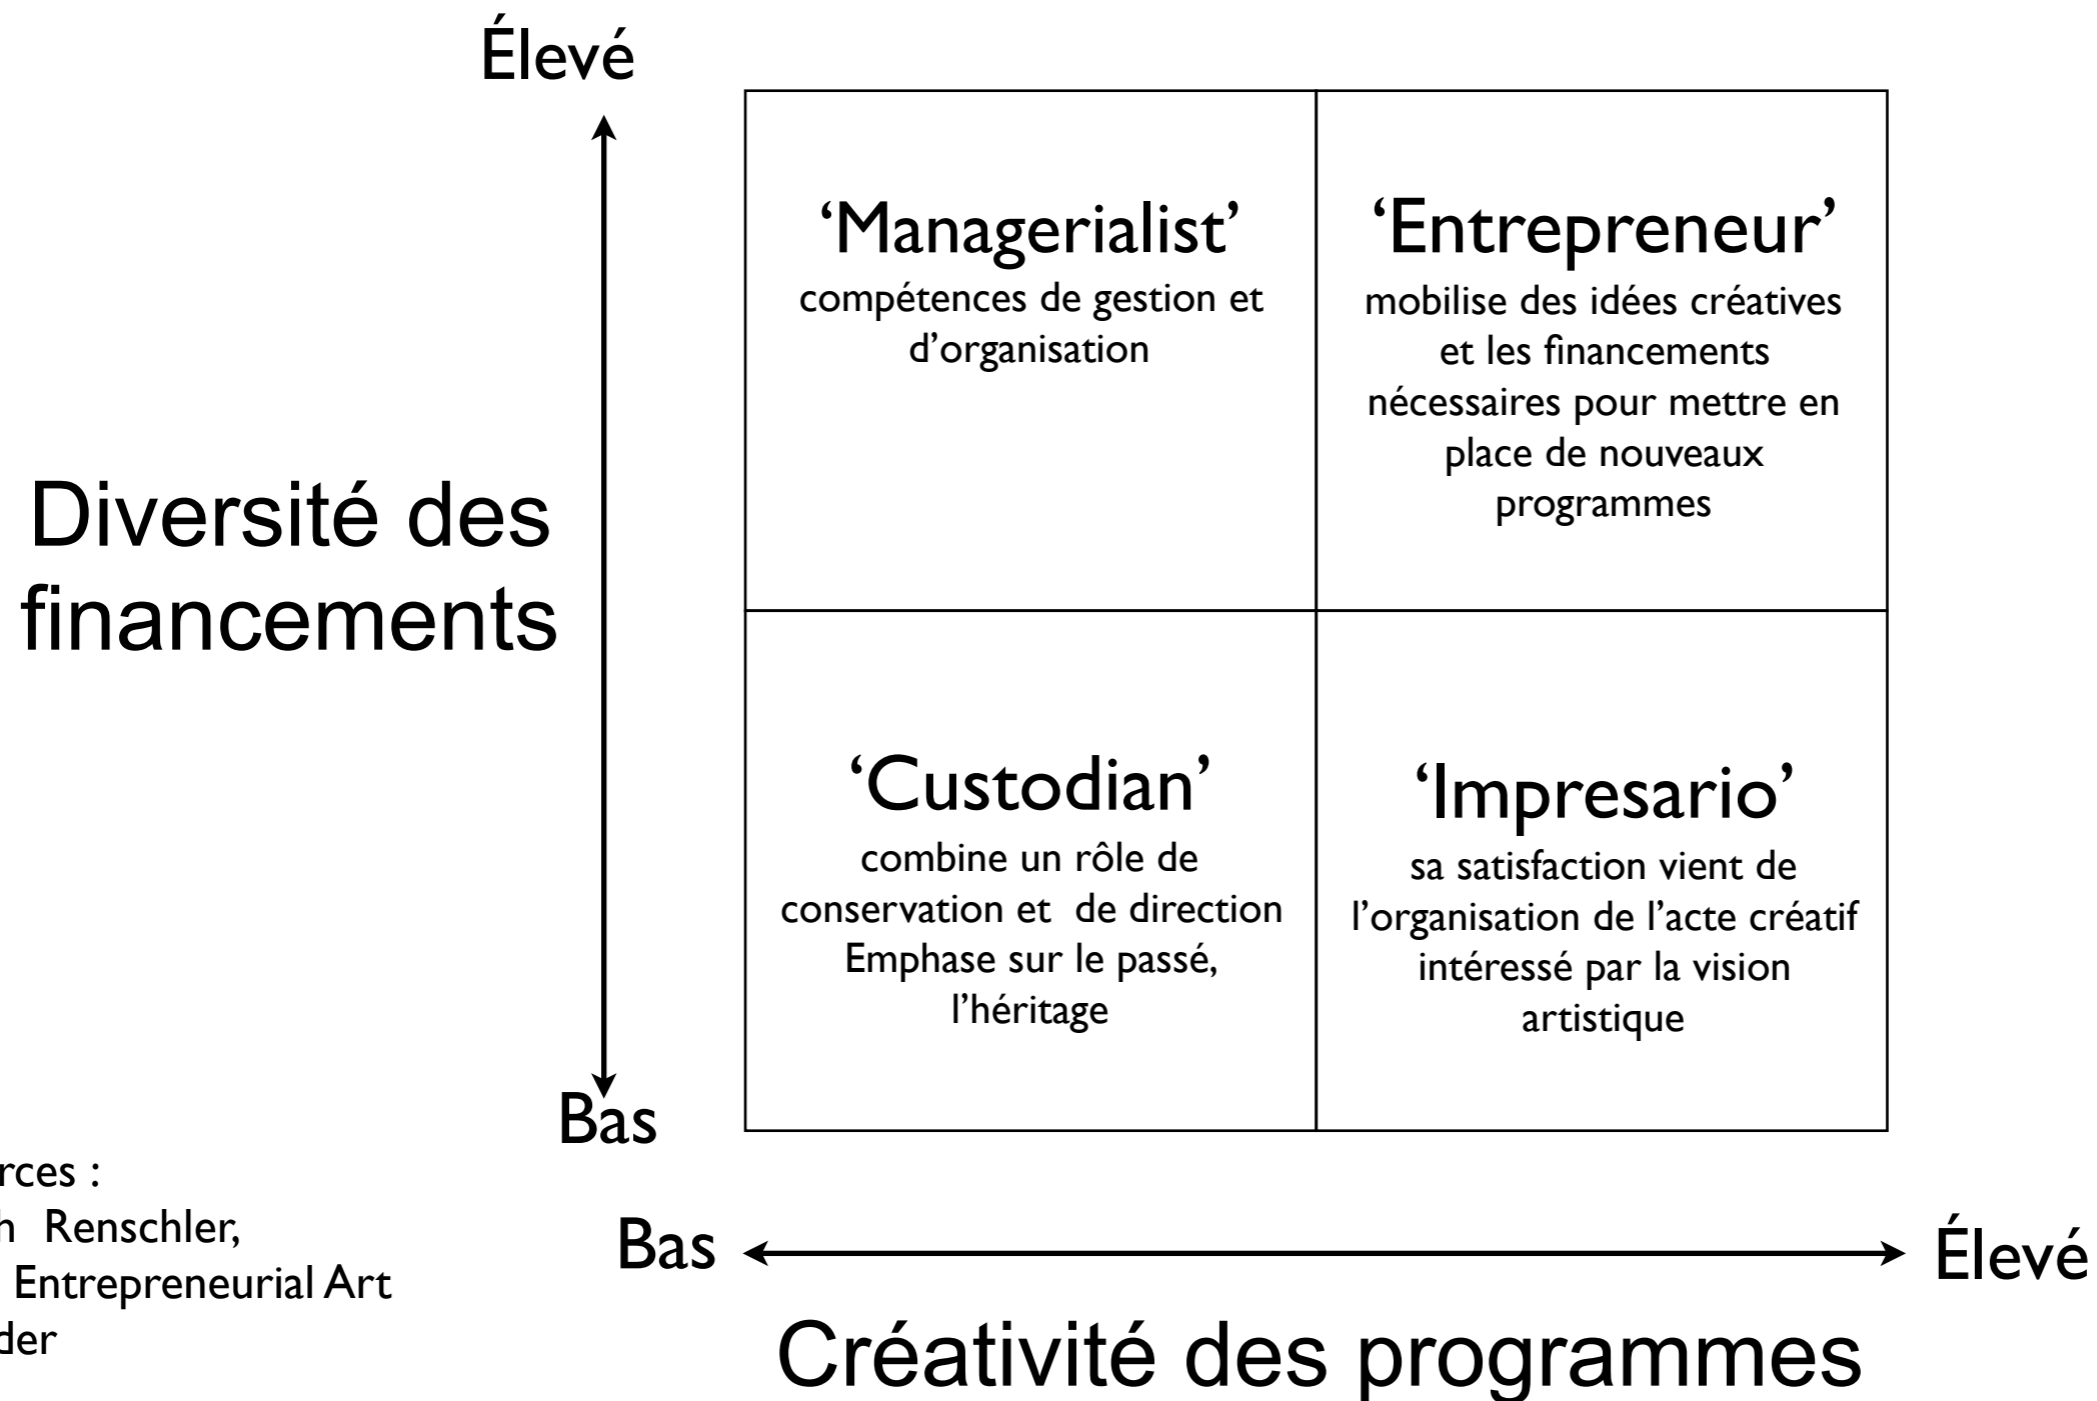 Élevé
‘Managerialist’
compétences de gestion et
d’organisation
‘Entrepreneur’
mobilise des idées créatives
et les financements
nécessaires pour mettre en
place de nouveaux
programmes
Diversité des
financements
‘Custodian’
combine un rôle de
conservation et de direction
Emphase sur le passé,
l’héritage
‘Impresario’
sa satisfaction vient de
l’organisation de l’acte créatif
intéressé par la vision
artistique
Bas
:
Renschler,
Entrepreneurial Art
Bas
Élevé
Créativité des programmes